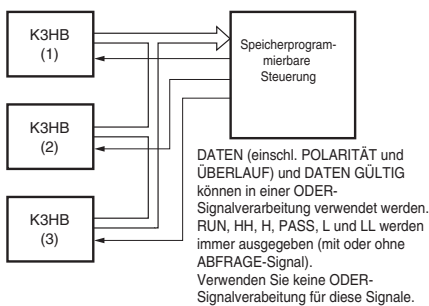 K3HB
(1)
Speicherprogram-
mierbare
Steuerung
K3HB
(2)
K3HB
(3)
DATEN (einschl. POLARITÄT und
ÜBERLAUF) und DATEN GÜLTIG
können in einer ODER-
Signalverarbeitung verwendet werden.
RUN, HH, H, PASS, L und LL werden
immer ausgegeben (mit oder ohne
ABFRAGE-Signal).
Verwenden Sie keine ODER-
Signalverabeitung für diese Signale.